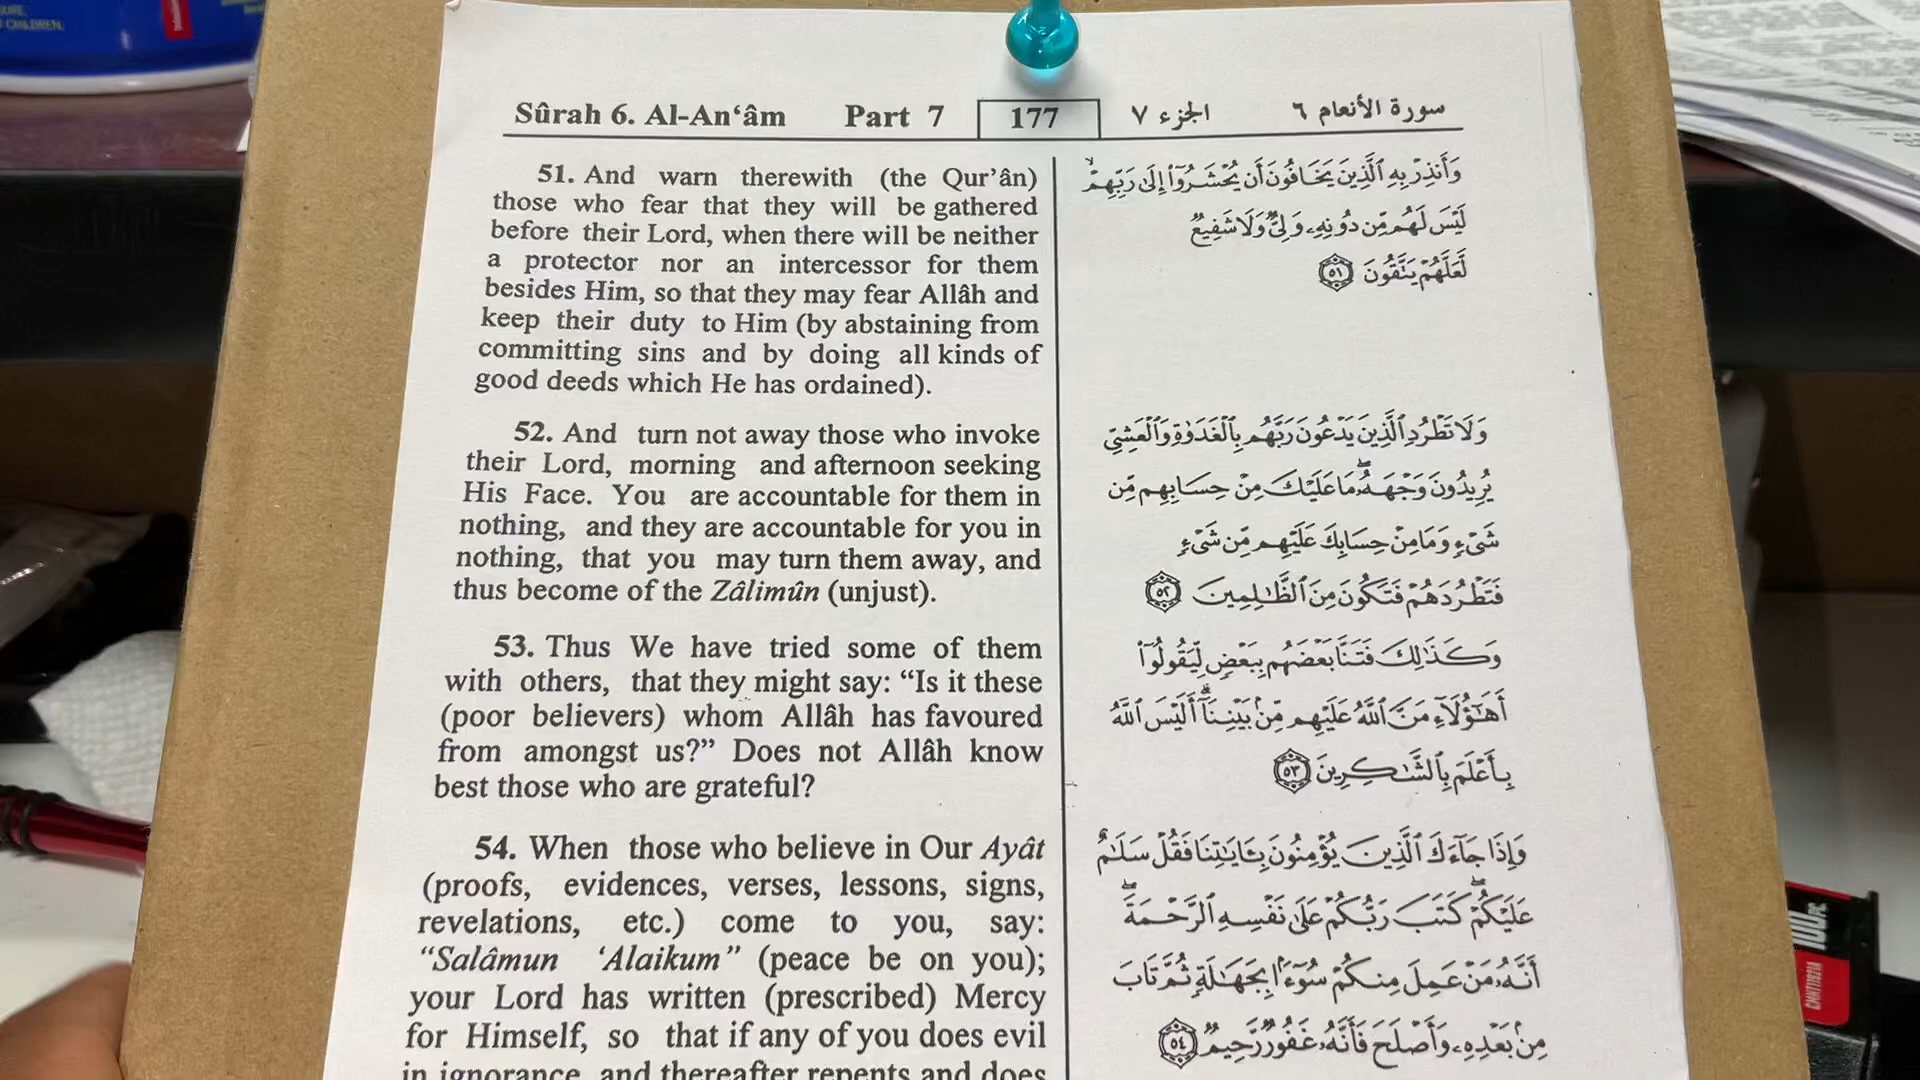 Sûrah 6. Al-An‘âm Part 7 177 الجزء ٧ سورة الأنعام ٦
51. And warn therewith (the Qur’ân)
those who fear that they will be gathered
before their Lord, when there will be neither
a protector nor an intercessor for them
besides Him, so that they may fear Allâh and
keep their duty to Him (by abstaining from
committing sins and by doing all kinds of
good deeds which He has ordained).
52. And turn not away those who invoke
their Lord, morning and afternoon seeking
His Face. You are accountable for them in
nothing, and they are accountable for you in
nothing, that you may turn them away, and
thus become of the Zâlimûn (unjust).
53. Thus We have tried some of them
with others, that they might say: “Is it these
(poor believers) whom Allâh has favoured
from amongst us?” Does not Allâh know
best those who are grateful?
54. When those who believe in Our Ayât
(proofs, evidences, verses, lessons, signs,
revelations, etc.) come to you, say:
“Salâmun ‘Alaikum” (peace be on you);
your Lord has written (prescribed) Mercy
for Himself, so that if any of you does evil
in ignorance, and thereafter repents and does
وَأَنذِرْ بِهِ ٱلَّذِينَ يَخَافُونَ أَن يُحْشَرُوٓا۟ إِلَىٰ رَبِّهِمْ ۙ
لَيْسَ لَهُم مِّن دُونِهِۦ وَلِىٌّ وَلَا شَفِيعٌ
لَّعَلَّهُمْ يَتَّقُونَ ٥١
وَلَا تَطْرُدِ ٱلَّذِينَ يَدْعُونَ رَبَّهُم بِٱلْغَدَوٰةِ وَٱلْعَشِىِّ
يُرِيدُونَ وَجْهَهُۥ ۖ مَا عَلَيْكَ مِنْ حِسَابِهِم مِّن
شَىْءٍ وَمَا مِنْ حِسَابِكَ عَلَيْهِم مِّن شَىْءٍ
فَتَطْرُدَهُمْ فَتَكُونَ مِنَ ٱلظَّـٰلِمِينَ ٥٢
وَكَذَٰلِكَ فَتَنَّا بَعْضَهُم بِبَعْضٍ لِّيَقُولُوٓا۟
أَهَـٰٓؤُلَآءِ مَنَّ ٱللَّهُ عَلَيْهِم مِّنۢ بَيْنِنَآ ۗ أَلَيْسَ ٱللَّهُ
بِأَعْلَمَ بِٱلشَّـٰكِرِينَ ٥٣
وَإِذَا جَآءَكَ ٱلَّذِينَ يُؤْمِنُونَ بِـَٔايَـٰتِنَا فَقُلْ سَلَـٰمٌ
عَلَيْكُمْ ۖ كَتَبَ رَبُّكُمْ عَلَىٰ نَفْسِهِ ٱلرَّحْمَةَ ۖ
أَنَّهُۥ مَنْ عَمِلَ مِنكُمْ سُوٓءًۢا بِجَهَـٰلَةٍ ثُمَّ تَابَ
مِنۢ بَعْدِهِۦ وَأَصْلَحَ فَأَنَّهُۥ غَفُورٌ رَّحِيمٌ ٥٤
CHILDREN.
100 PC